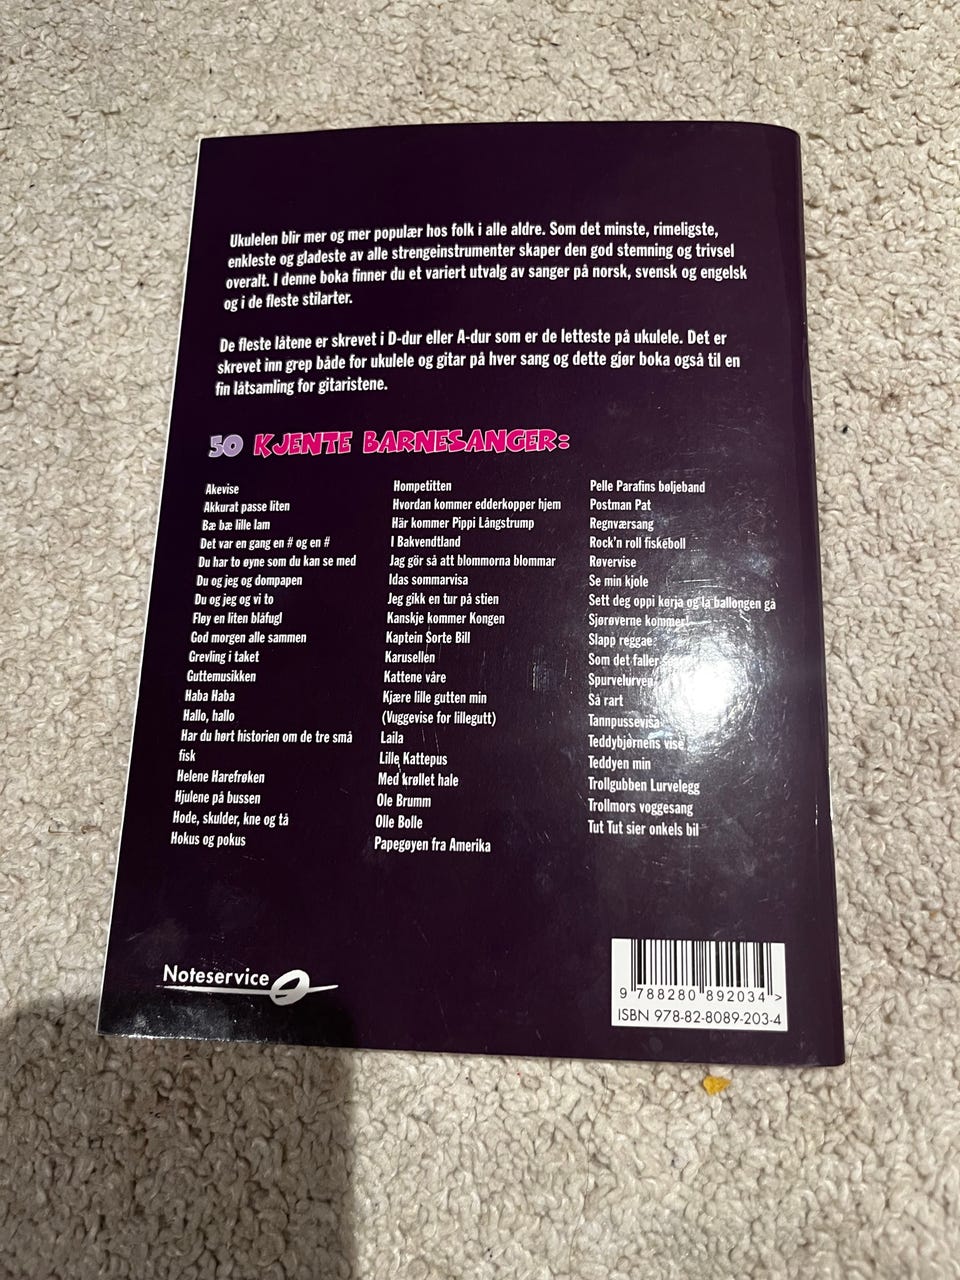 Ukulelen blir mer og mer populær hos folk i alle aldre. Som det minste, rimeligste,
enkleste og gladeste av alle strengeinstrumenter skaper den god stemning og trivsel
overalt. I denne boka finner du et variert utvalg av sanger på norsk, svensk og engelsk
og i de fleste stilarter.
De fleste låtene er skrevet i D-dur eller A-dur som er de letteste på ukulele. Det er
skrevet inn grep både for ukulele og gitar på hver sang og dette gjør boka også til en
fin låtsamling for gitaristene.
50 KJENTE BARNESANGER:
Akevise
Akkurat passe liten
Bæ bæ lille lam
Det var en gang en # og en #
Du har to øyne som du kan se med
Du og jeg og dompapen
Du og jeg og vi to
Fløy en liten blåfugl
God morgen alle sammen
Grevling i taket
Guttemusikken
Haba Haba
Hallo, hallo
Har du hørt historien om de tre små
fisk
Helene Harefrøken
Hjulene på bussen
Hode, skulder, kne og tå
Hokus og pokus
Hompetitten
Hvordan kommer edderkopper hjem
Här kommer Pippi Långstrump
I Bakvendtland
Jag gör så att blommorna blommar
Idas sommarvisa
Jeg gikk en tur på stien
Kanskje kommer Kongen
Kaptein Sorte Bill
Karusellen
Kattene våre
Kjære lille gutten min
(Vuggevise for lillegutt)
Laila
Lille Kattepus
Med krøllet hale
Ole Brumm
Olle Bolle
Papegøyen fra Amerika
Pelle Parafins bøljeband
Postman Pat
Regnværsang
Rock'n roll fiskeboll
Røvervise
Se min kjole
Sett deg oppi korja og la ballongen gå
Sjørøverne kommer!
Slapp reggae
Som det faller
Spurvelurven
Så rart
Tannpussevisa
Teddybjørnens vise
Teddyen min
Trollgubben Lurvelegg
Trollmors voggesang
Tut Tut sier onkels bil
Noteservice
9 788280 892034 >
ISBN 978-82-8089-203-4